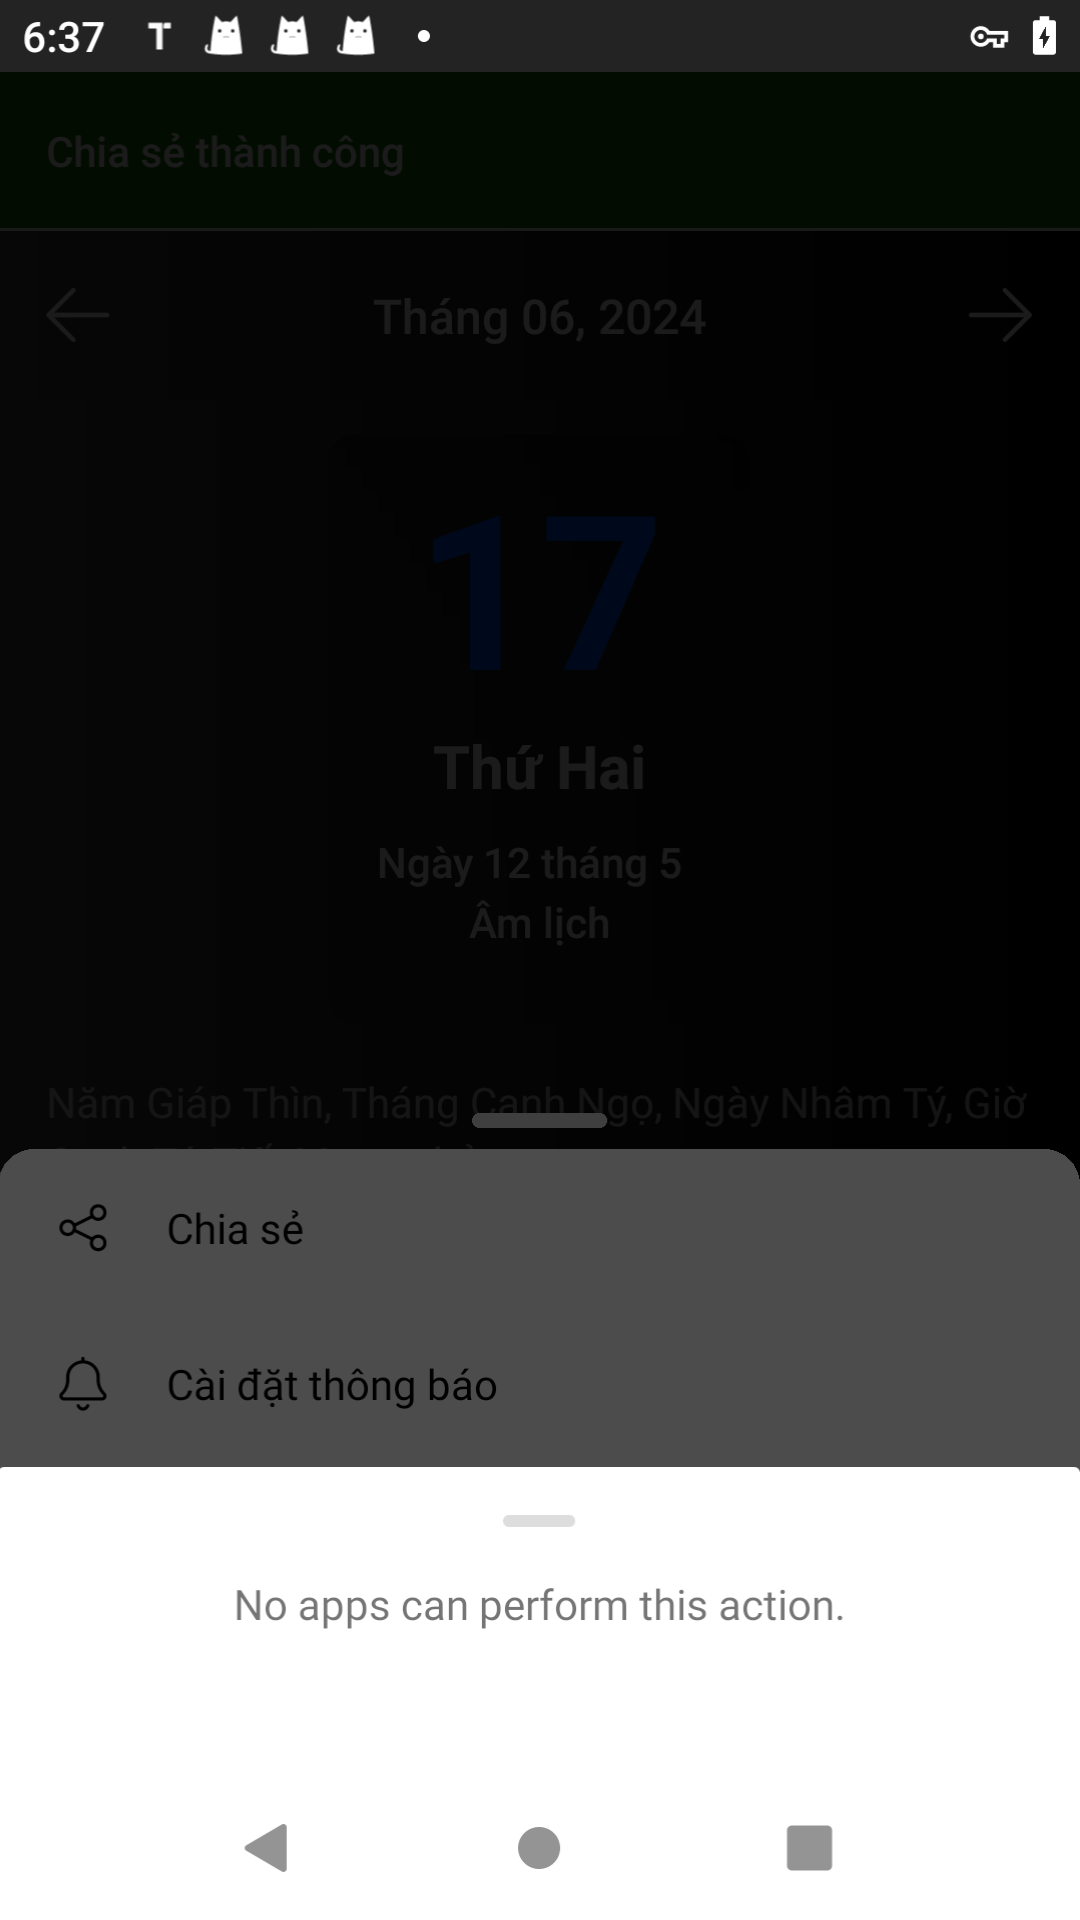 6:37
Chia sẻ thành công
Tháng 06, 2024
17
Thứ Hai
Ngày 12 tháng 5
Âm lịch
Năm Giáp Thìn, Tháng Canh Ngọ, Ngày Nhâm Tý, Giờ
Chia sẻ
Cài đặt thông báo
No apps can perform this action.